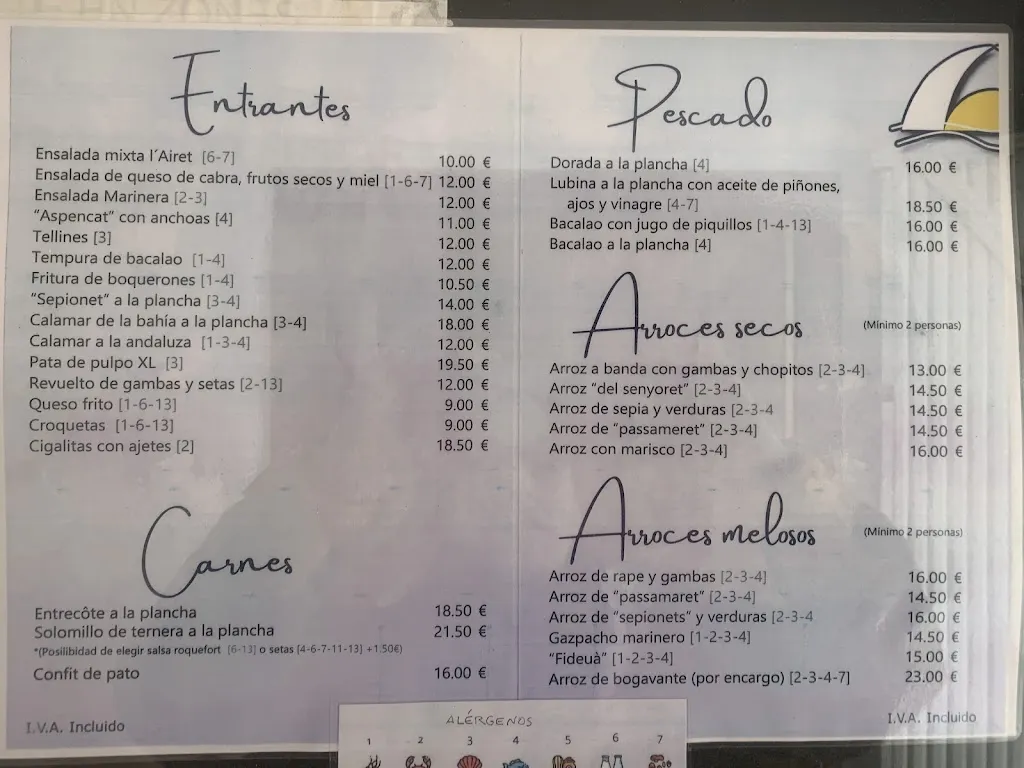 Entrantes
Ensalada mixta l´Airet [6-7] 10.00 €
Ensalada de queso de cabra, frutos secos y miel [1-6-7] 12.00 €
Ensalada Marinera [2-3] 12.00 €
"Aspencat" con anchoas [4] 11.00 €
Tellines [3] 12.00 €
Tempura de bacalao [1-4] 12.00 €
Fritura de boquerones [1-4] 10.50 €
"Sepionet" a la plancha [3-4] 14.00 €
Calamar de la bahía a la plancha [3-4] 18.00 €
Calamar a la andaluza [1-3-4] 12.00 €
Pata de pulpo XL [3] 19.50 €
Revuelto de gambas y setas [2-13] 12.00 €
Queso frito [1-6-13] 9.00 €
Croquetas [1-6-13] 9.00 €
Cigalitas con ajetes [2] 18.50 €
Carnes
Entrecôte a la plancha 18.50 €
Solomillo de ternera a la plancha 21.50 €
*(Posilibidad de elegir salsa roquefort [6-13] o setas [4-6-7-11-13] +1.50€)
Confit de pato 16.00 €
I.V.A. Incluido
Pescado
Dorada a la plancha [4] 16.00 €
Lubina a la plancha con aceite de piñones,
ajos y vinagre [4-7] 18.50 €
Bacalao con jugo de piquillos [1-4-13] 16.00 €
Bacalao a la plancha [4] 16.00 €
Arroces secos (Mínimo 2 personas)
Arroz a banda con gambas y chopitos [2-3-4] 13.00 €
Arroz "del senyoret" [2-3-4] 14.50 €
Arroz de sepia y verduras [2-3-4 14.50 €
Arroz de "passameret" [2-3-4] 14.50 €
Arroz con marisco [2-3-4] 16.00 €
Arroces melosos (Mínimo 2 personas)
Arroz de rape y gambas [2-3-4] 16.00 €
Arroz de "passamaret" [2-3-4] 14.50 €
Arroz de "sepionets" y verduras [2-3-4 16.00 €
Gazpacho marinero [1-2-3-4] 14.50 €
"Fideuà" [1-2-3-4] 15.00 €
Arroz de bogavante (por encargo) [2-3-4-7] 23.00 €
I.V.A. Incluido
ALÉRGENOS
1 2 3 4 5 6 7